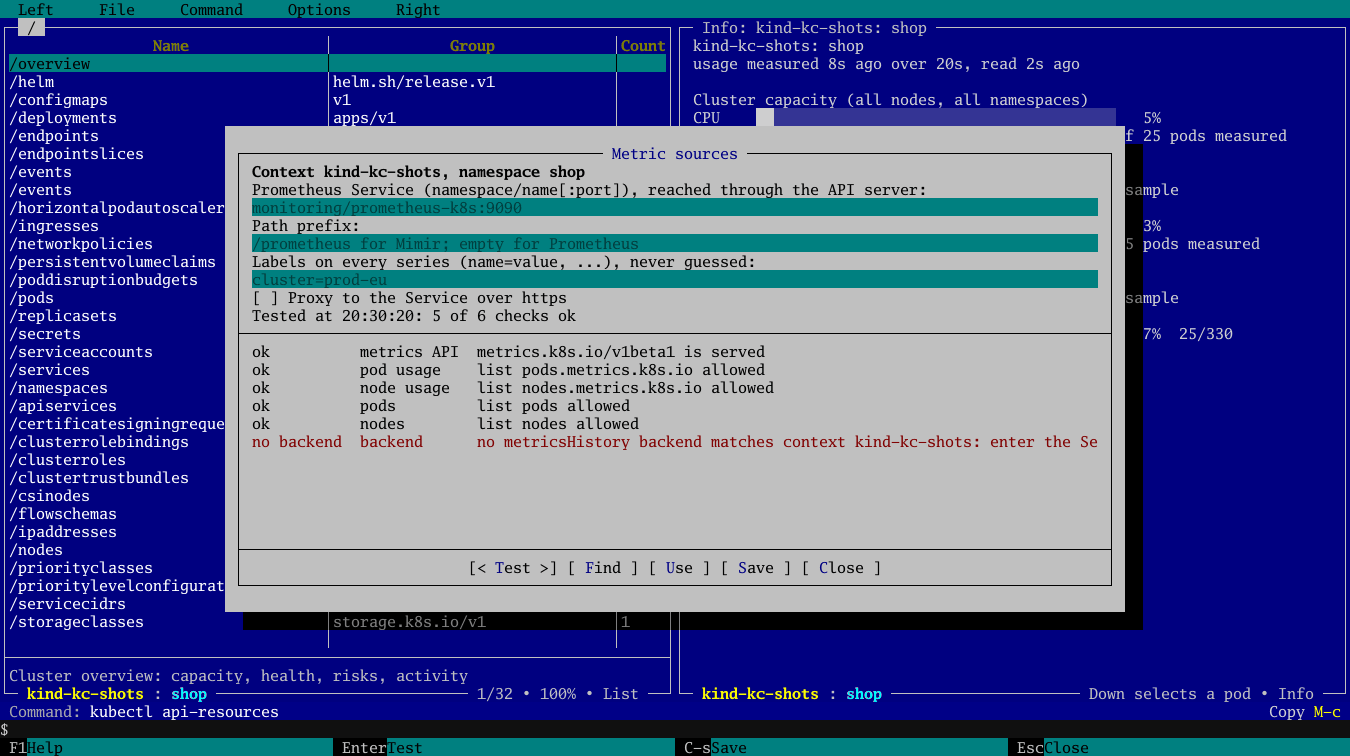 Left File Command Options Right
/
Name Group Count
/overview
/helm helm.sh/release.v1
/configmaps v1
/deployments apps/v1
/endpoints
/endpointslices
/events
/events
/horizontalpodautoscaler
/ingresses
/networkpolicies
/persistentvolumeclaims
/poddisruptionbudgets
/pods
/replicasets
/secrets
/serviceaccounts
/services
/namespaces
/apiservices
/certificatesigningreque
/clusterrolebindings
/clusterroles
/clustertrustbundles
/csinodes
/flowschemas
/ipaddresses
/nodes
/priorityclasses
/prioritylevelconfigurat
/servicecidrs
/storageclasses storage.k8s.io/v1 1
Cluster overview: capacity, health, risks, activity
kind-kc-shots : shop 1/32 • 100% • List
Info: kind-kc-shots: shop
kind-kc-shots: shop
usage measured 8s ago over 20s, read 2s ago
Cluster capacity (all nodes, all namespaces)
CPU 5%
f 25 pods measured
sample
3%
5 pods measured
sample
7% 25/330
kind-kc-shots : shop Down selects a pod • Info
Metric sources
Context kind-kc-shots, namespace shop
Prometheus Service (namespace/name[:port]), reached through the API server:
monitoring/prometheus-k8s:9090
Path prefix:
/prometheus for Mimir; empty for Prometheus
Labels on every series (name=value, ...), never guessed:
cluster=prod-eu
[ ] Proxy to the Service over https
Tested at 20:30:20: 5 of 6 checks ok
ok metrics API metrics.k8s.io/v1beta1 is served
ok pod usage list pods.metrics.k8s.io allowed
ok node usage list nodes.metrics.k8s.io allowed
ok pods list pods allowed
ok nodes list nodes allowed
no backend backend no metricsHistory backend matches context kind-kc-shots: enter the Se
[< Test >] [ Find ] [ Use ] [ Save ] [ Close ]
Command: kubectl api-resources Copy M-c
$
F1Help EnterTest C-sSave EscClose